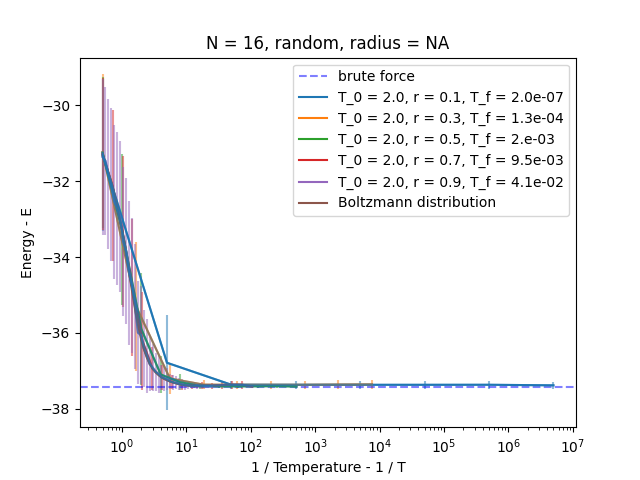 N = 16, random, radius = NA
brute force
T_0 = 2.0, r = 0.1, T_f = 2.0e-07
T_0 = 2.0, r = 0.3, T_f = 1.3e-04
T_0 = 2.0, r = 0.5, T_f = 2.e-03
T_0 = 2.0, r = 0.7, T_f = 9.5e-03
T_0 = 2.0, r = 0.9, T_f = 4.1e-02
Boltzmann distribution
Energy - E
−30
−32
−34
−36
−38
10⁰ 10¹ 10² 10³ 10⁴ 10⁵ 10⁶ 10⁷
1 / Temperature - 1 / T